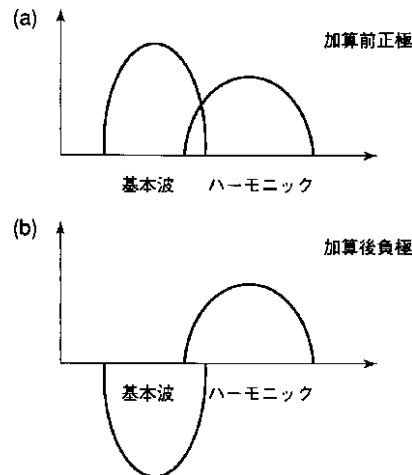 (a)
加算前正極
基本波 ハーモニック
(b)
加算後負極
基本波 ハーモニック